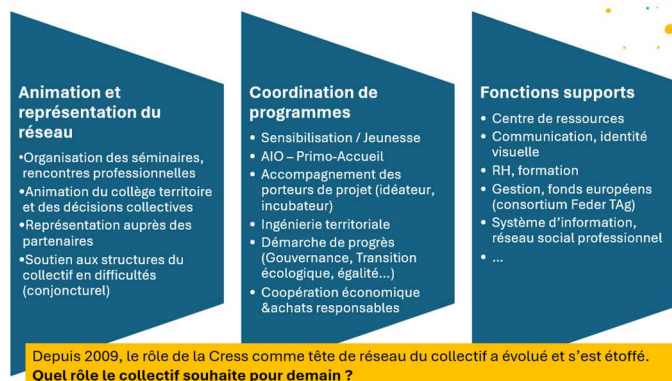 Animation et
représentation du
réseau
•Organisation des séminaires,
rencontres professionnelles
•Animation du collège territoire
et des décisions collectives
•Représentation auprès des
partenaires
•Soutien aux structures du
collectif en difficultés
(conjoncturel)
Coordination de
programmes
• Sensibilisation / Jeunesse
• AIO – Primo-Accueil
• Accompagnement des
porteurs de projet (idéateur,
incubateur)
• Ingénierie territoriale
• Démarche de progrès
(Gouvernance, Transition
écologique, égalité...)
• Coopération économique
&achats responsables
Fonctions supports
• Centre de ressources
• Communication, identité
visuelle
• RH, formation
• Gestion, fonds européens
(consortium Feder TAg)
• Système d'information,
réseau social professionnel
• ...
Depuis 2009, le rôle de la Cress comme tête de réseau du collectif a évolué et s'est étoffé.
Quel rôle le collectif souhaite pour demain ?